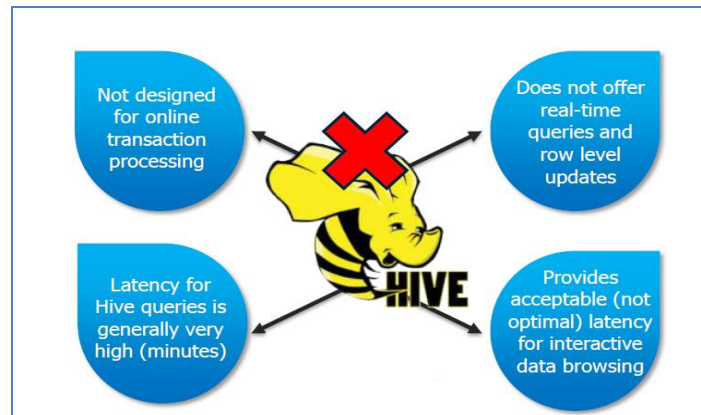 Not designed
for online
transaction
processing
Does not offer
real-time
queries and
row level
updates
HIVE
Latency for
Hive queries is
generally very
high (minutes)
Provides
acceptable (not
optimal) latency
for interactive
data browsing